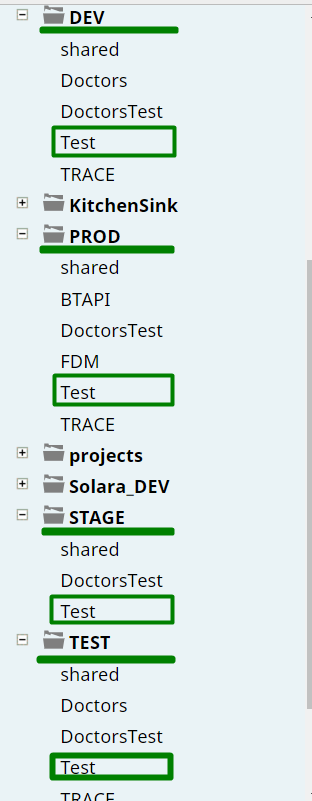 DEV
shared
Doctors
DoctorsTest
Test
TRACE
KitchenSink
PROD
shared
BTAPI
DoctorsTest
FDM
Test
TRACE
projects
Solara_DEV
STAGE
shared
DoctorsTest
Test
TEST
shared
Doctors
DoctorsTest
Test
TRACE